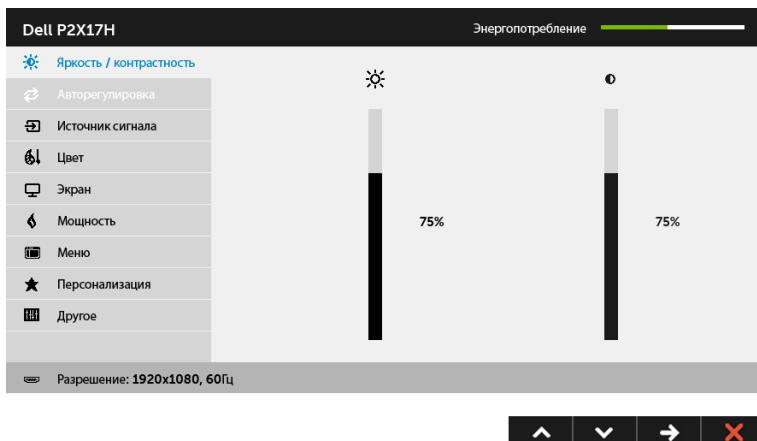 Dell P2X17H
Энергопотребление
Яркость / контрастность
Авторегулировка
Источник сигнала
Цвет
Экран
Мощность
75%
75%
Меню
Персонализация
Другое
Разрешение: 1920x1080, 60Гц